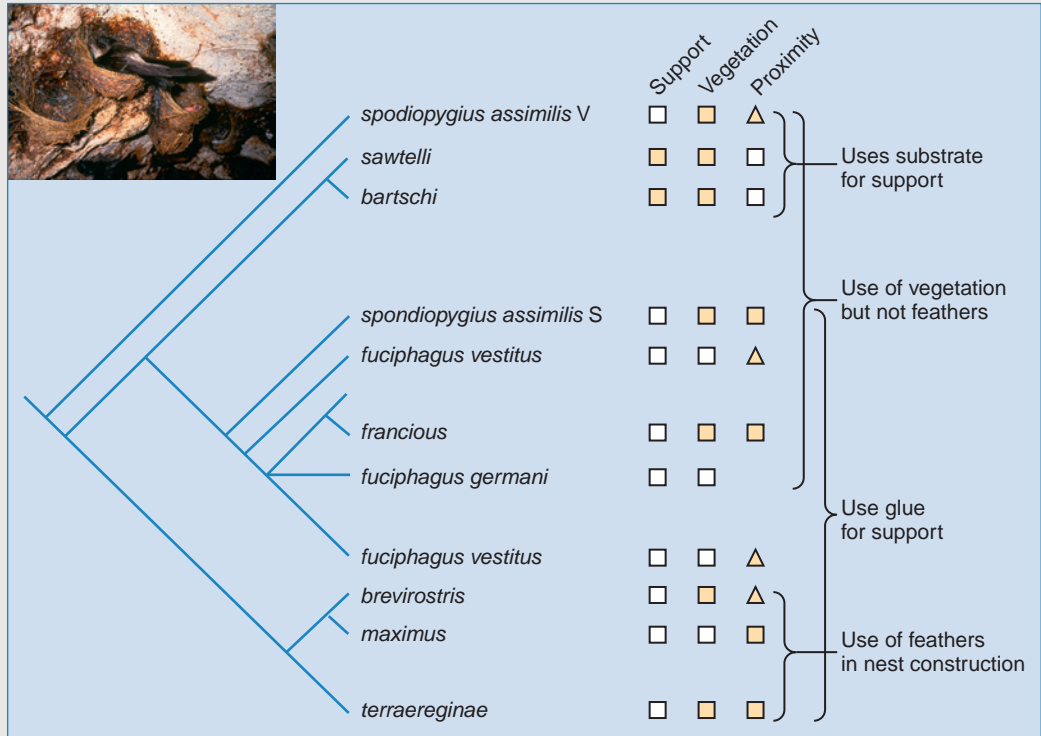 Support
Vegetation
Proximity
spodiopygius assimilis V
sawtelli
bartschi
Uses substrate
for support
spondiopygius assimilis S
Use of vegetation
but not feathers
fuciphagus vestitus
francious
fuciphagus germani
Use glue
for support
fuciphagus vestitus
brevirostris
maximus
Use of feathers
in nest construction
terraereginae